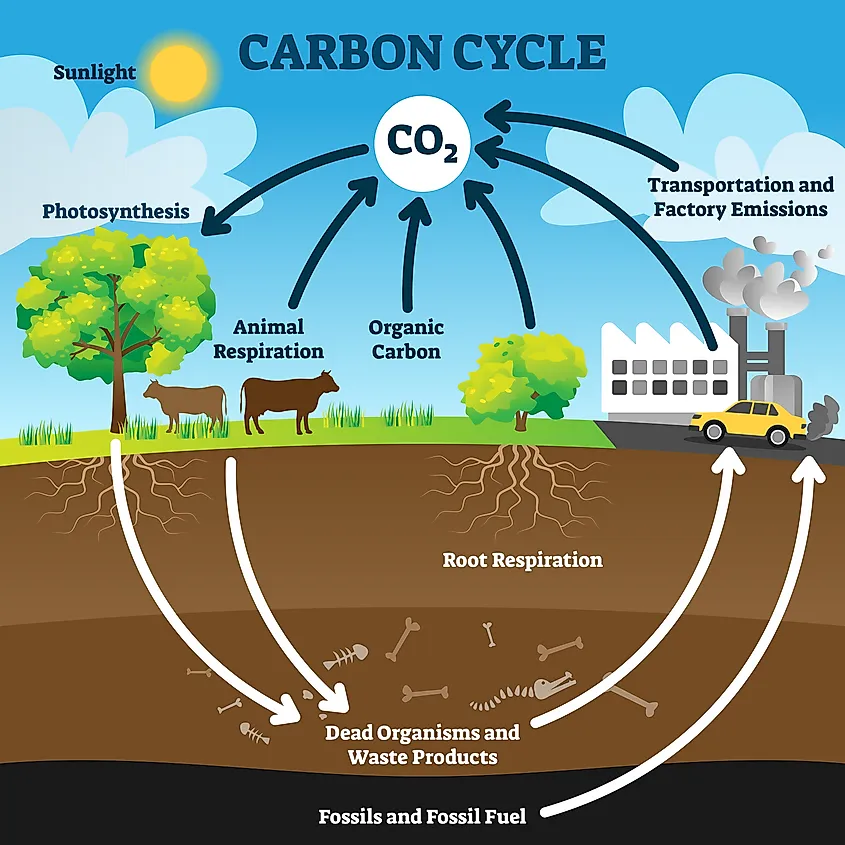 CARBON CYCLE
Sunlight
CO₂
Transportation and
Factory Emissions
Photosynthesis
Animal
Respiration
Organic
Carbon
Root Respiration
Dead Organisms and
Waste Products
Fossils and Fossil Fuel